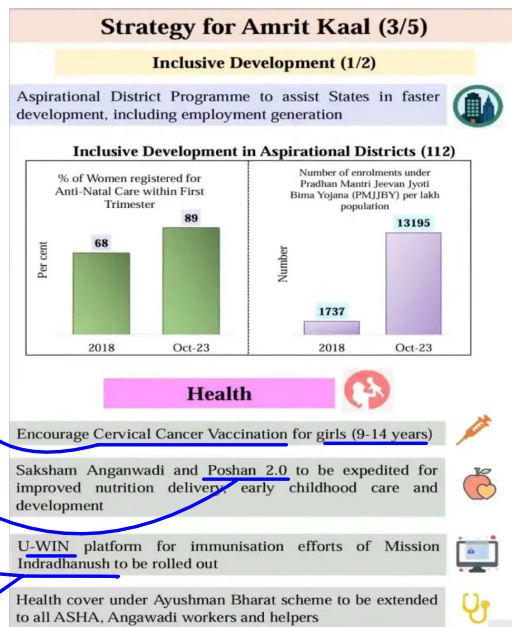 Strategy for Amrit Kaal (3/5)
Inclusive Development (1/2)
Aspirational District Programme to assist States in faster
development, including employment generation
Inclusive Development in Aspirational Districts (112)
% of Women registered for
Anti-Natal Care within First
Trimester
89
68
Per cent
2018
Oct-23
Number of enrolments under
Pradhan Mantri Jeevan Jyoti
Bima Yojana (PMJJBY) per lakh
population
13195
Number
1737
2018
Oct-23
Health
Encourage Cervical Cancer Vaccination for girls (9-14 years)
Saksham Anganwadi and Poshan 2.0 to be expedited for
improved nutrition delivery, early childhood care and
development
U-WIN platform for immunisation efforts of Mission
Indradhanush to be rolled out
Health cover under Ayushman Bharat scheme to be extended
to all ASHA, Angawadi workers and helpers